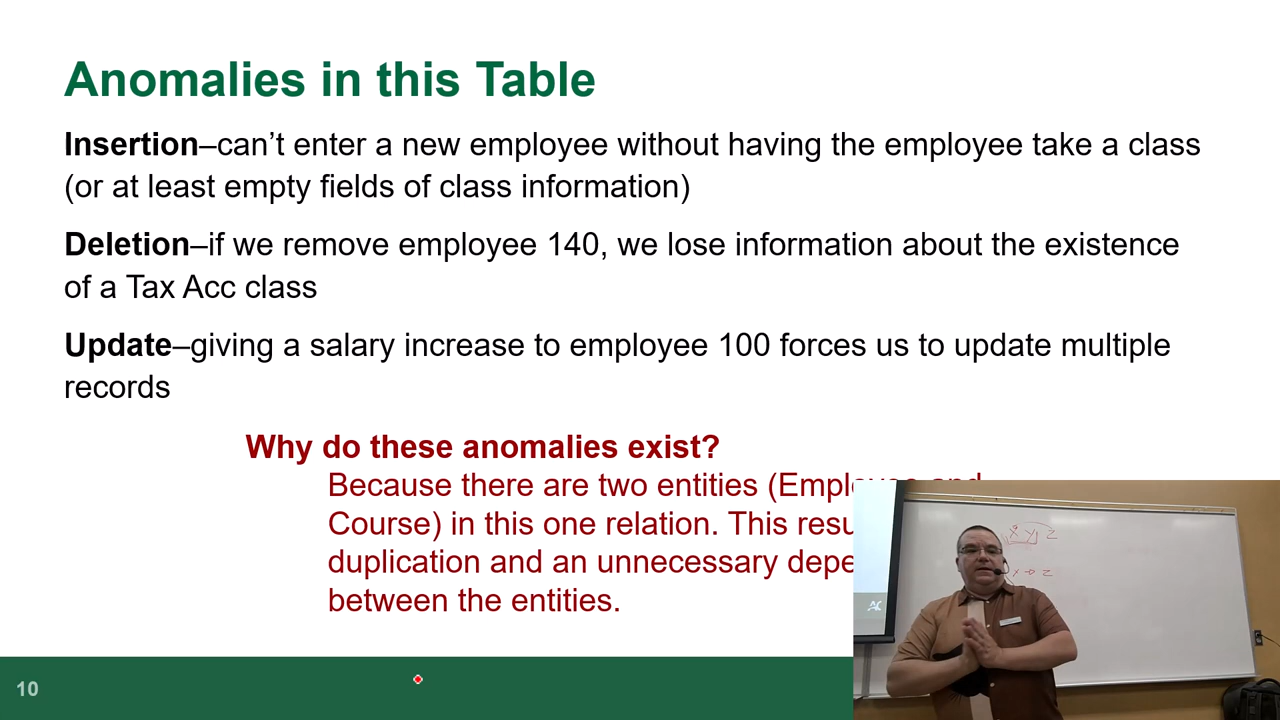 Anomalies in this Table
Insertion–can’t enter a new employee without having the employee take a class
(or at least empty fields of class information)
Deletion–if we remove employee 140, we lose information about the existence
of a Tax Acc class
Update–giving a salary increase to employee 100 forces us to update multiple
records
Why do these anomalies exist?
Because there are two entities (Employee and
Course) in this one relation. This
duplication and an unnecessary
between the entities.
x y z
x → z
10